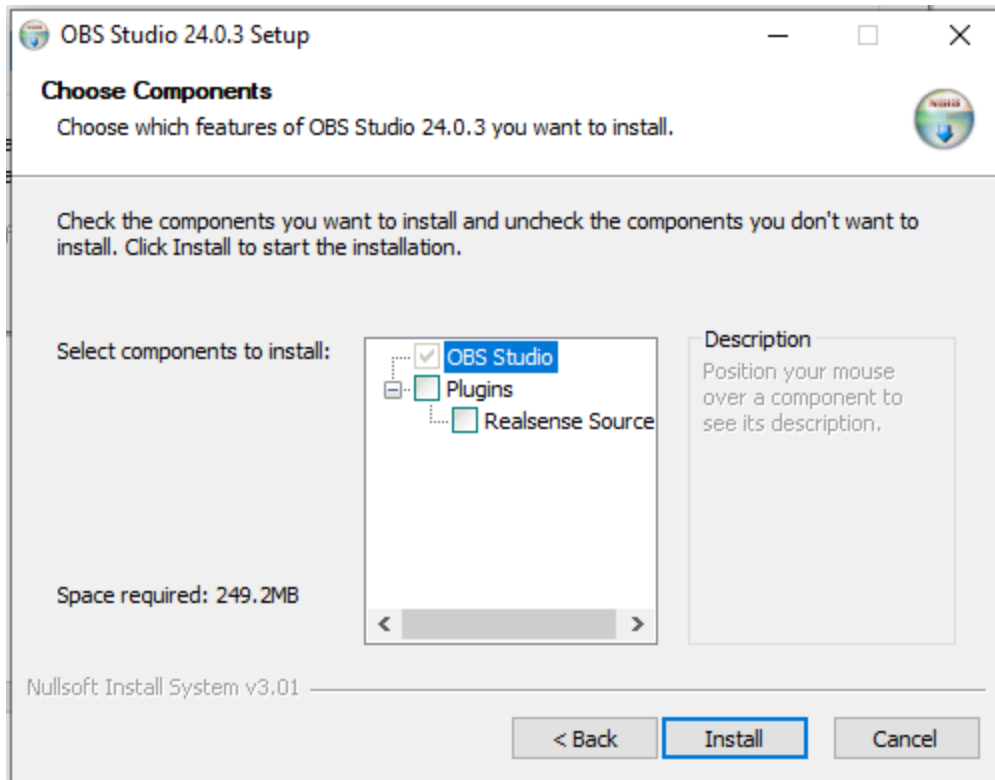 OBS Studio 24.0.3 Setup
Choose Components
Choose which features of OBS Studio 24.0.3 you want to install.
NSIS
Check the components you want to install and uncheck the components you don't want to
install. Click Install to start the installation.
Select components to install:
OBS Studio
Plugins
Realsense Source
Description
Position your mouse
over a component to
see its description.
Space required: 249.2MB
Nullsoft Install System v3.01
< Back
Install
Cancel